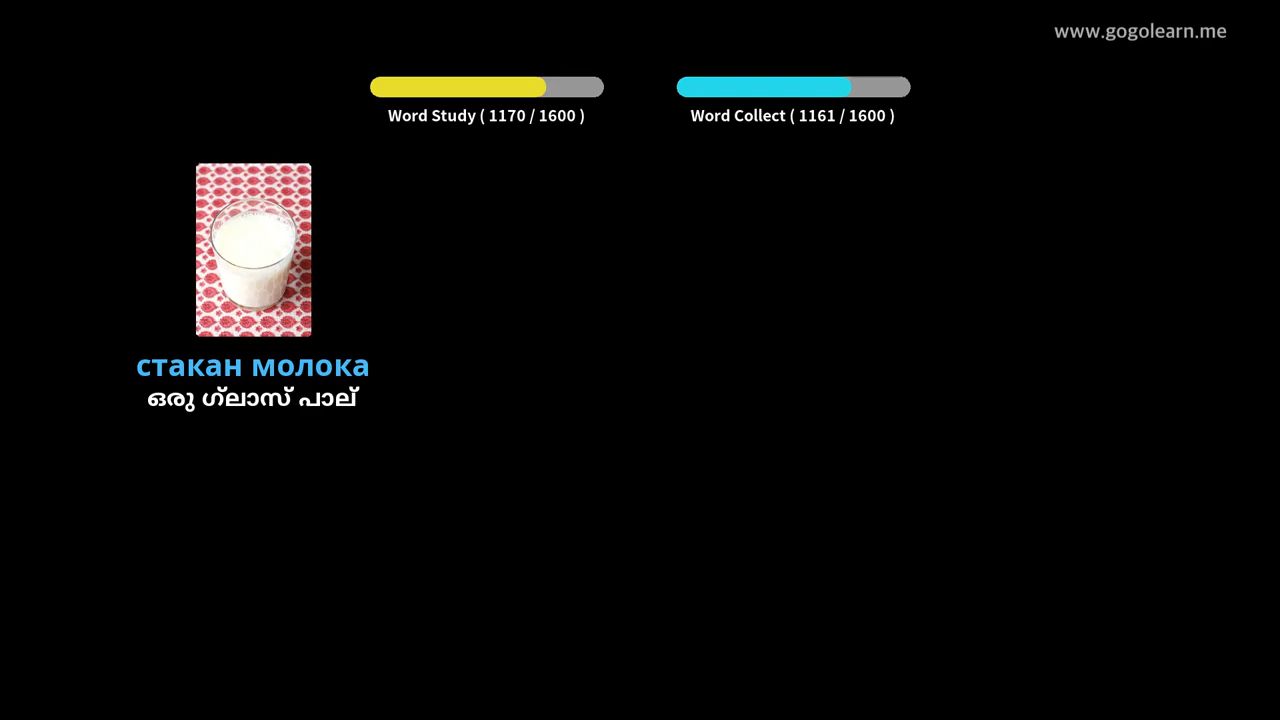 www.gogolearn.me
Word Study ( 1170 / 1600 )
Word Collect ( 1161 / 1600 )
стакан молока
ഒരു ഗ്ലാസ് പാല്